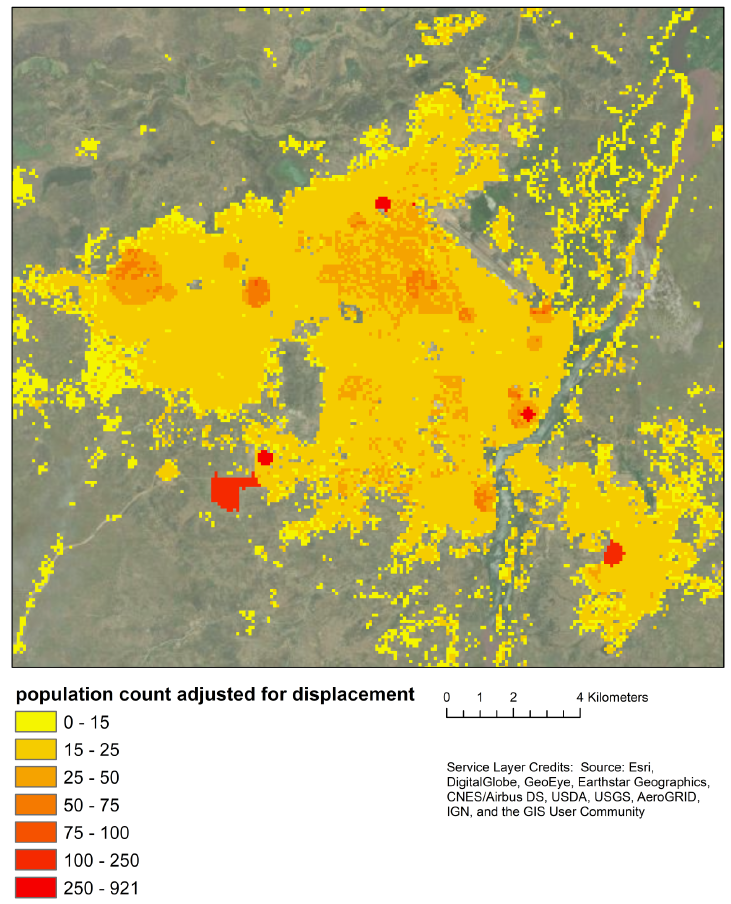 population count adjusted for displacement
0 - 15
15 - 25
25 - 50
50 - 75
75 - 100
100 - 250
250 - 921
0 1 2 4 Kilometers
Service Layer Credits: Source: Esri,
DigitalGlobe, GeoEye, Earthstar Geographics,
CNES/Airbus DS, USDA, USGS, AeroGRID,
IGN, and the GIS User Community